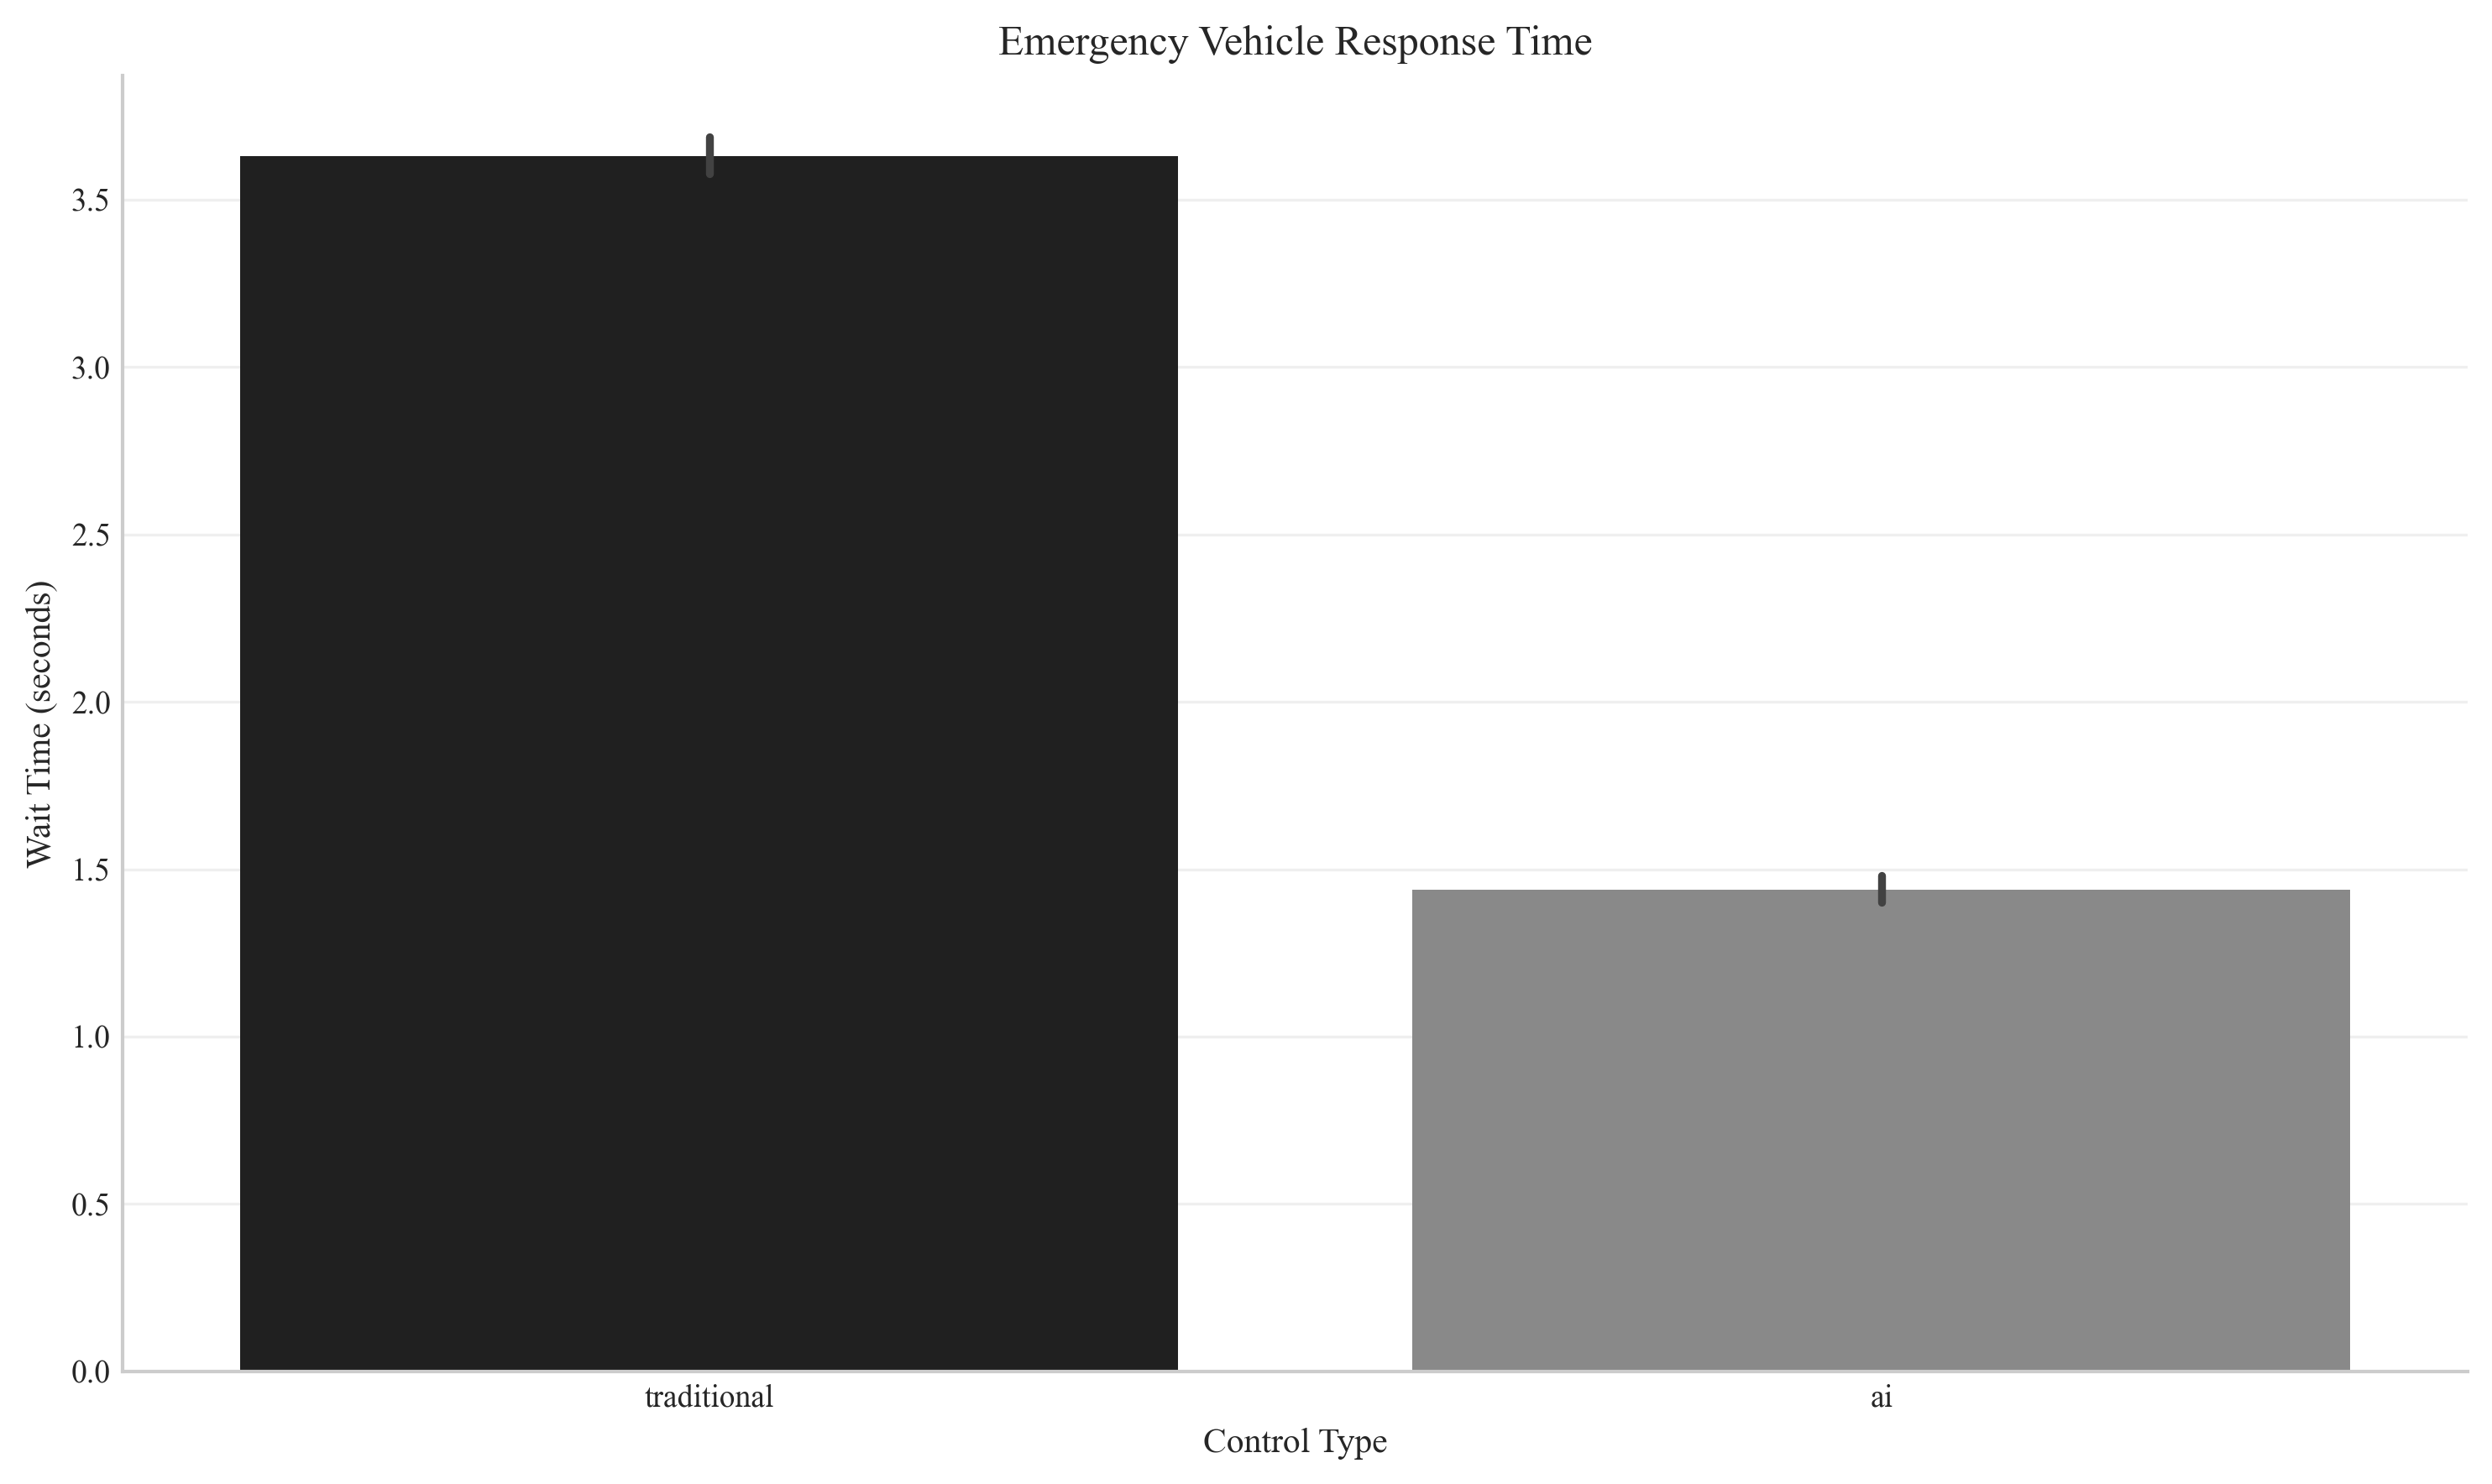 Emergency Vehicle Response Time
Wait Time (seconds)
3.5
3.0
2.5
2.0
1.5
1.0
0.5
0.0
traditional
ai
Control Type